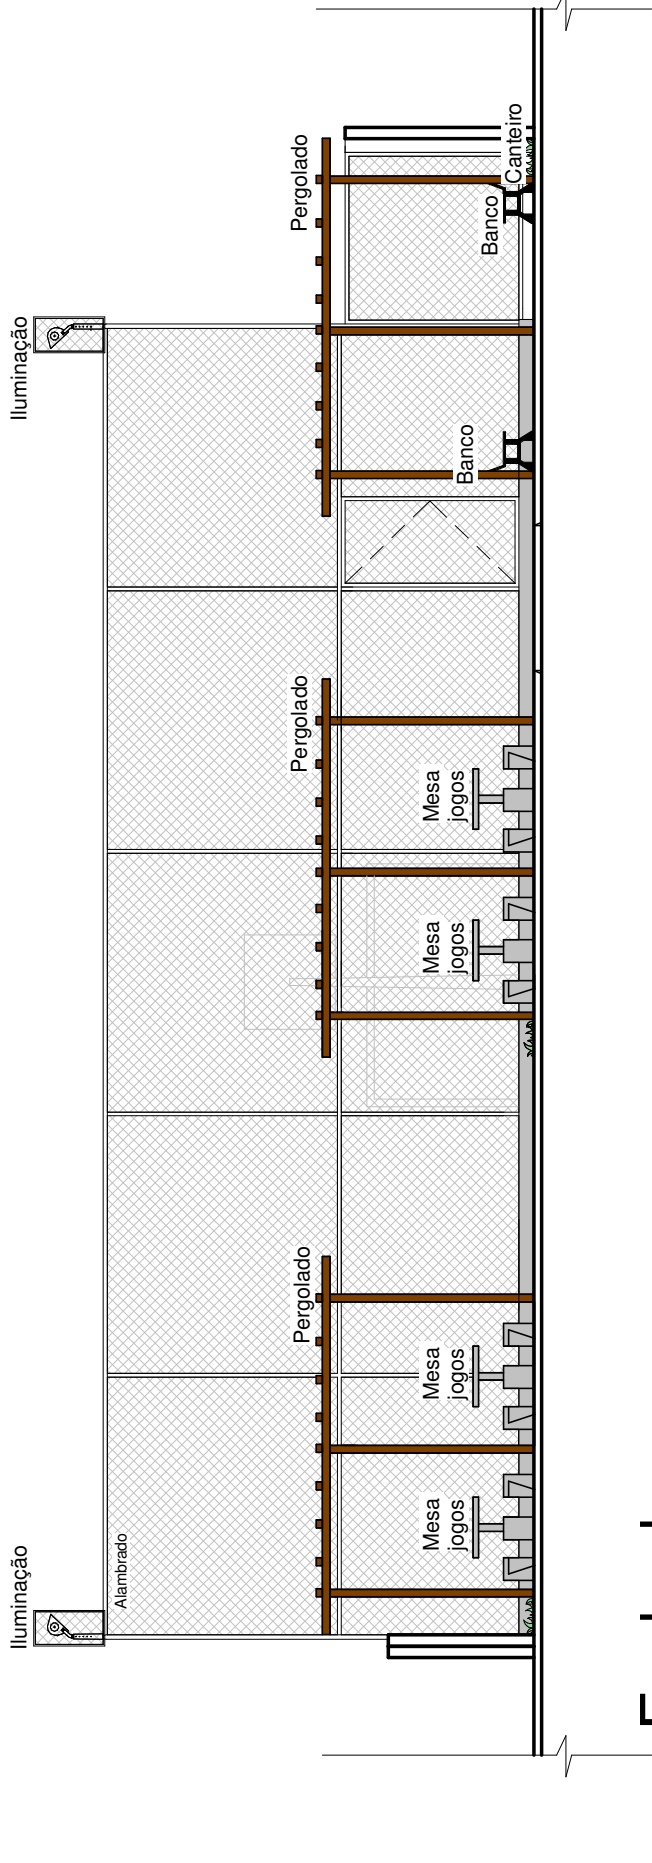 Iluminação
Iluminação
Alambrado
Pergolado
Pergolado
Pergolado
Mesa
jogos
Mesa
jogos
Mesa
jogos
Mesa
jogos
Banco
Banco
Canteiro